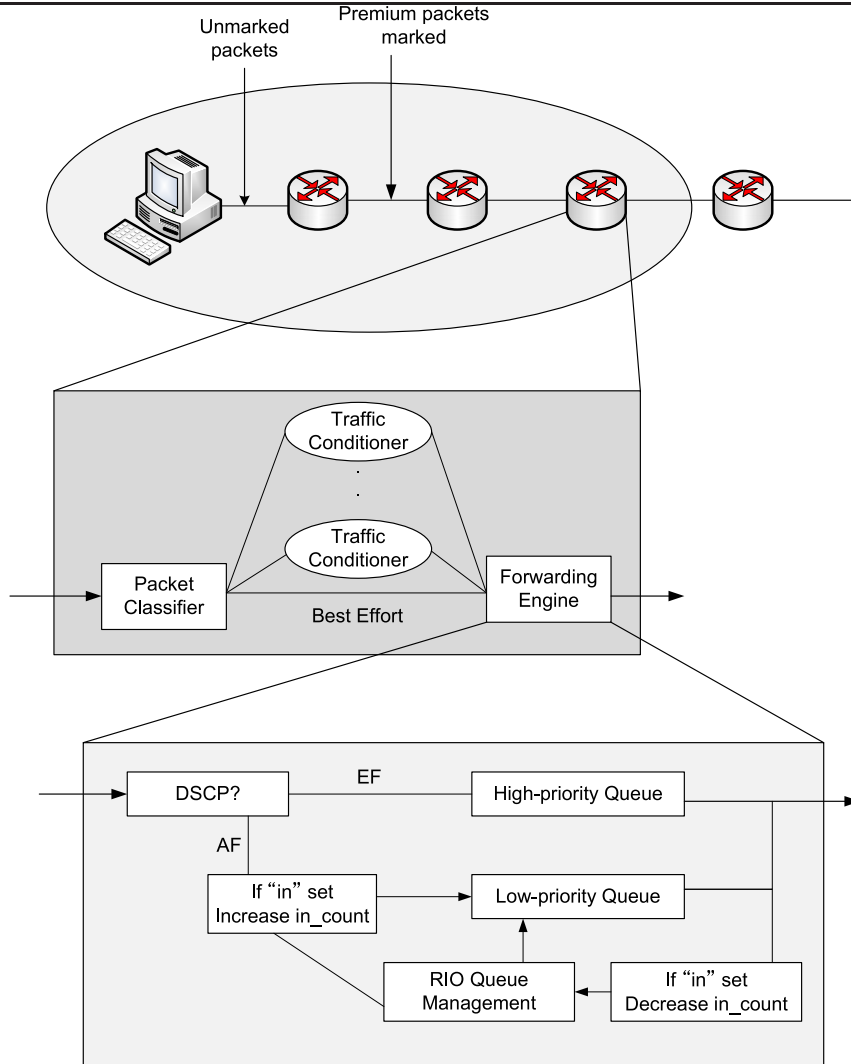 Unmarked
packets
Premium packets
marked
Traffic
Conditioner
.
.
Traffic
Conditioner
Packet
Classifier
Best Effort
Forwarding
Engine
DSCP?
EF
High-priority Queue
AF
If “in” set
Increase in_count
Low-priority Queue
RIO Queue
Management
If “in” set
Decrease in_count